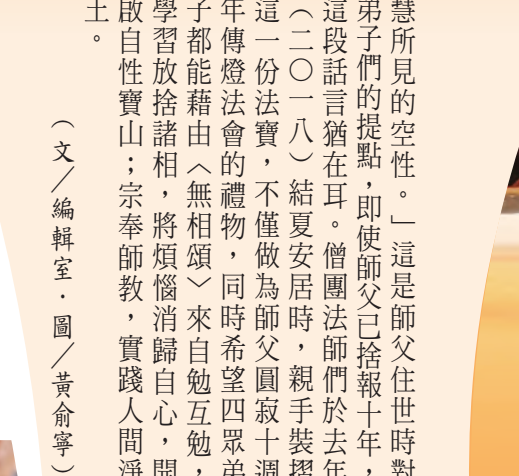 慧所見的空性。」這是師父住世時對
弟子們的提點，即使師父已捨報十年，
這段話言猶在耳。僧團法師們於去年
（二○一八）結夏安居時，親手裝摺
這一份法寶，不僅做為師父圓寂十週
年傳燈法會的禮物，同時希望四眾弟
子都能藉由〈無相頌〉來自勉互勉，
學習放捨諸相，將煩惱消歸自心，開
啟自性寶山；宗奉師教，實踐人間淨
土。
（文／編輯室．圖／黃俞寧）